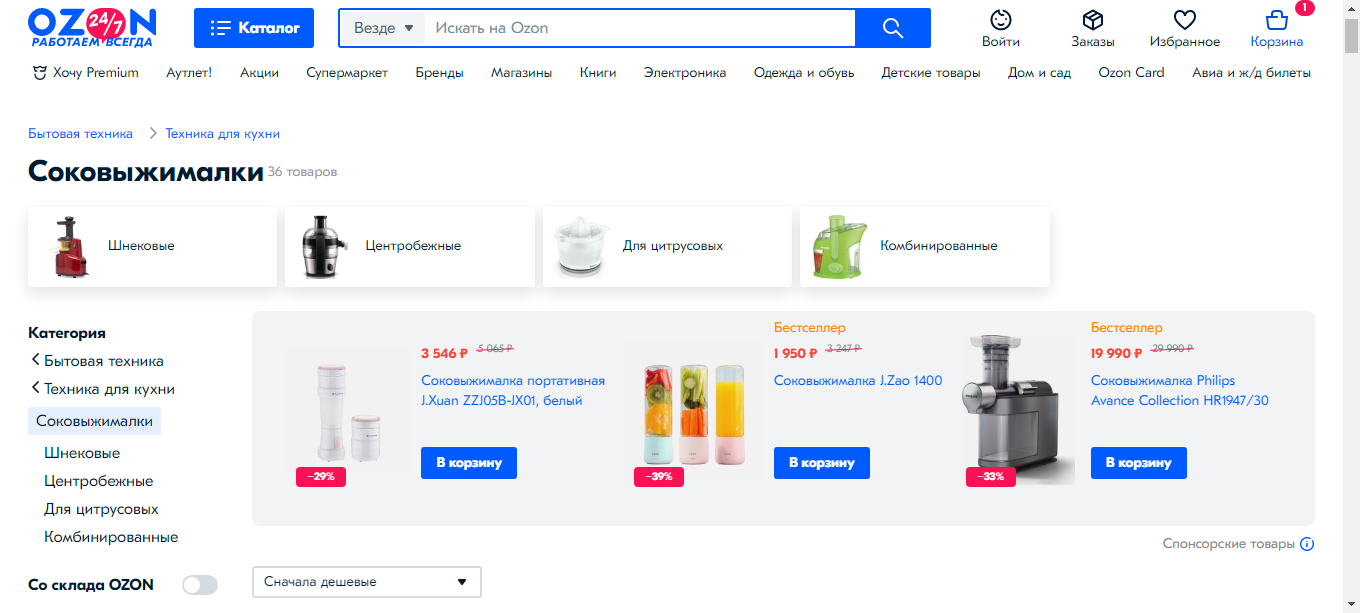 OZON 24/7
РАБОТАЕМ ВСЕГДА
Каталог
Везде
Искать на Ozon
Войти
Заказы
Избранное
1
Корзина
Хочу Premium
Аутлет!
Акции
Супермаркет
Бренды
Магазины
Книги
Электроника
Одежда и обувь
Детские товары
Дом и сад
Ozon Card
Авиа и ж/д билеты
Бытовая техника
Техника для кухни
Соковыжималки 36 товаров
Шнековые
Центробежные
Для цитрусовых
Комбинированные
Категория
Бытовая техника
Техника для кухни
Соковыжималки
Шнековые
Центробежные
Для цитрусовых
Комбинированные
Со склада OZON
3 546 ₽ 5 065 ₽
Соковыжималка портативная
J.Xuan ZZJ05B-JX01, белый
В корзину
−29%
Бестселлер
1 950 ₽ 3 247 ₽
Соковыжималка J.Zao 1400
В корзину
−39%
Бестселлер
19 990 ₽ 29 990 ₽
Соковыжималка Philips
Avance Collection HR1947/30
В корзину
−33%
Спонсорские товары
Сначала дешевые